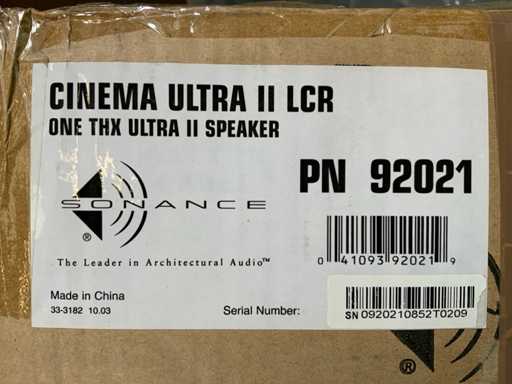 CINEMA ULTRA II LCR
ONE THX ULTRA II SPEAKER
PN 92021
SONANCE
®
The Leader in Architectural Audio™
0 41093 92021 9
Made in China
33-3182 10.03
Serial Number:
SN 0920210852T0209